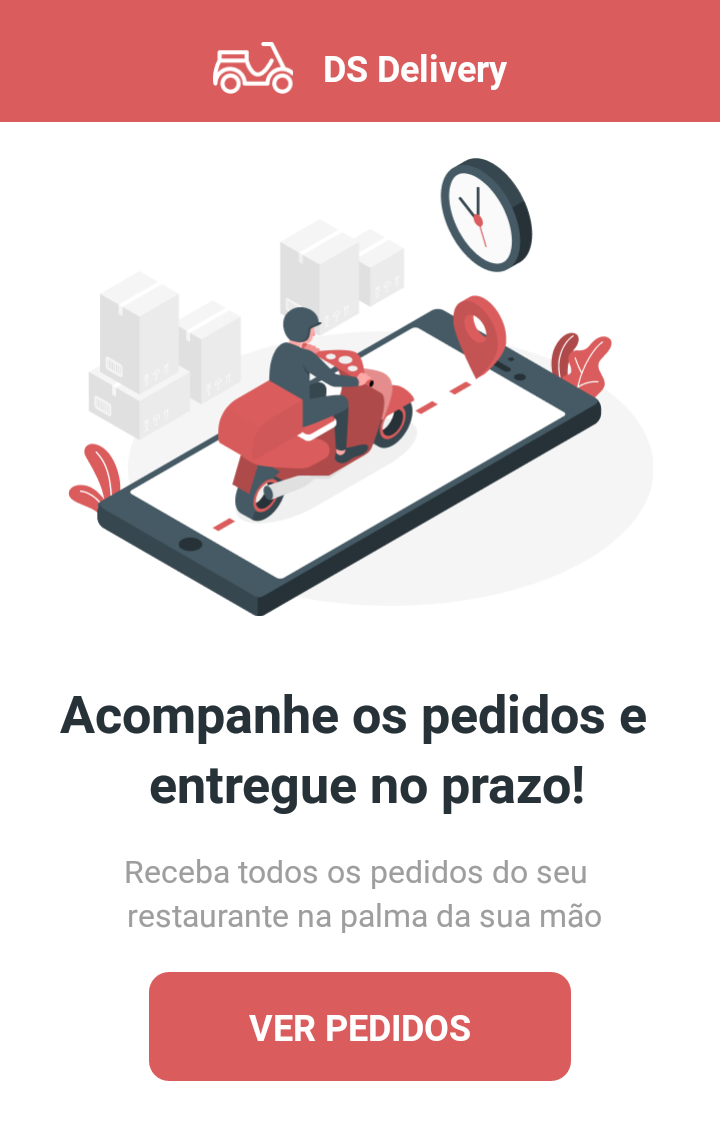 DS Delivery
Acompanhe os pedidos e
entregue no prazo!
Receba todos os pedidos do seu
restaurante na palma da sua mão
VER PEDIDOS